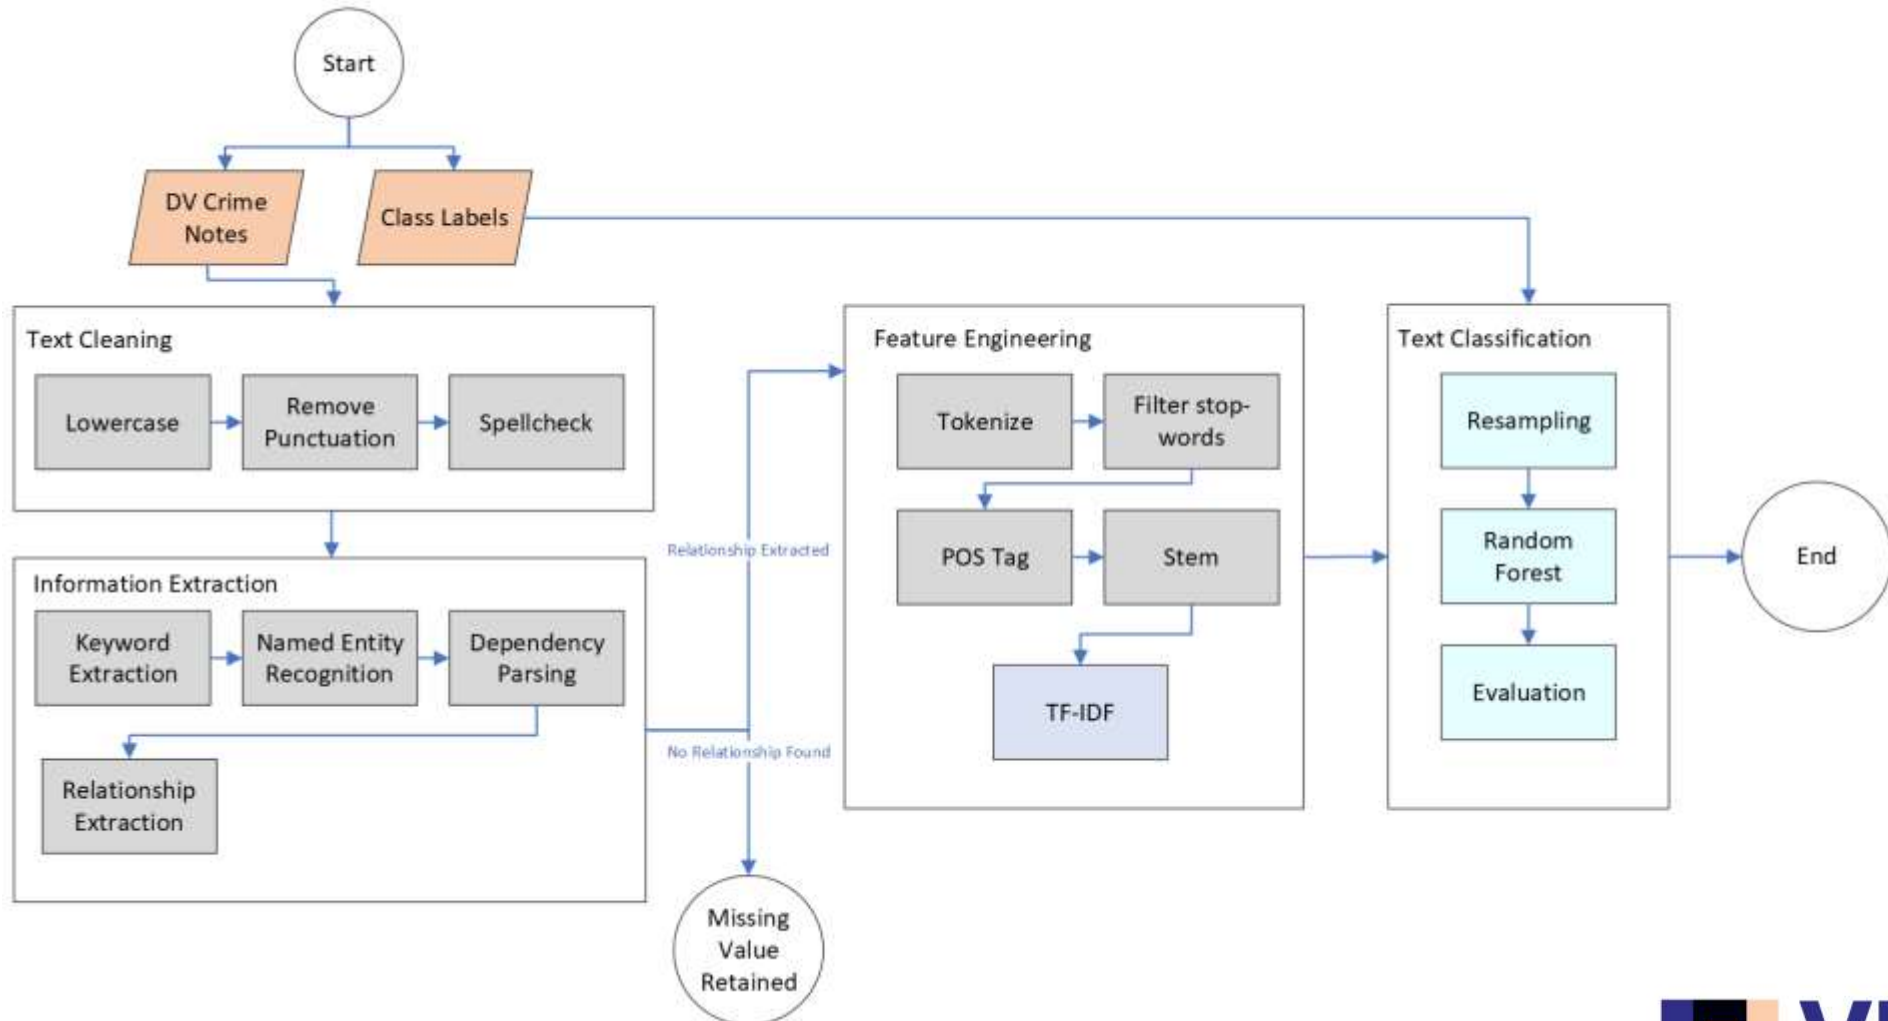 Start
DV Crime
Notes
Class Labels
Text Cleaning
Lowercase
Remove
Punctuation
Spellcheck
Information Extraction
Keyword
Extraction
Named Entity
Recognition
Dependency
Parsing
Relationship
Extraction
Relationship Extracted
No Relationship Found
Missing
Value
Retained
Feature Engineering
Tokenize
Filter stop-
words
POS Tag
Stem
TF-IDF
Text Classification
Resampling
Random
Forest
Evaluation
End